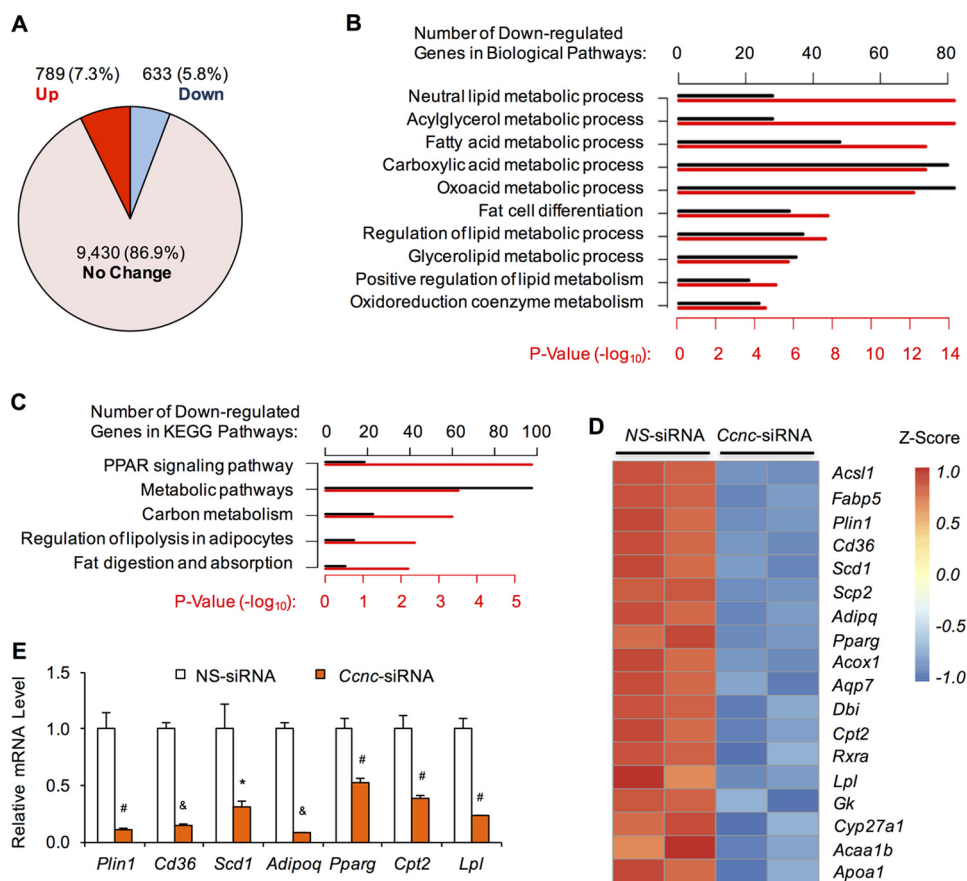 A
789 (7.3%) 633 (5.8%)
Up Down
9,430 (86.9%)
No Change
B
Number of Down-regulated
Genes in Biological Pathways:
0 20 40 60 80
Neutral lipid metabolic process
Acylglycerol metabolic process
Fatty acid metabolic process
Carboxylic acid metabolic process
Oxoacid metabolic process
Fat cell differentiation
Regulation of lipid metabolic process
Glycerolipid metabolic process
Positive regulation of lipid metabolism
Oxidoreduction coenzyme metabolism
P-Value (-log₁₀): 0 2 4 6 8 10 12 14
C
Number of Down-regulated
Genes in KEGG Pathways: 0 20 40 60 80 100
PPAR signaling pathway
Metabolic pathways
Carbon metabolism
Regulation of lipolysis in adipocytes
Fat digestion and absorption
P-Value (-log₁₀): 0 1 2 3 4 5
D
NS-siRNA Ccnc-siRNA
Z-Score
1.0
0.5
0.0
-0.5
-1.0
Acsl1
Fabp5
Plin1
Cd36
Scd1
Scp2
Adipq
Pparg
Acox1
Aqp7
Dbi
Cpt2
Rxra
Lpl
Gk
Cyp27a1
Acaa1b
Apoa1
E
Relative mRNA Level
1.5
1.0
0.5
0.0
NS-siRNA Ccnc-siRNA
# & * & # # #
Plin1 Cd36 Scd1 Adipoq Pparg Cpt2 Lpl